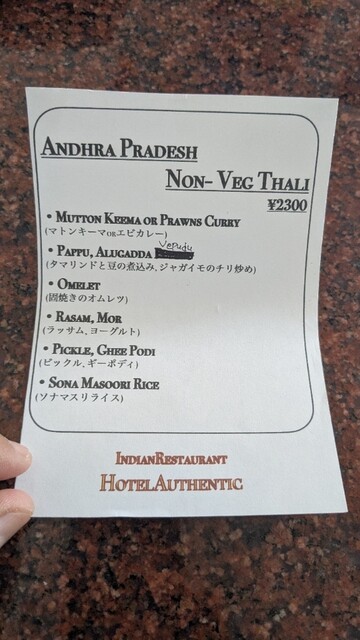 ANDHRA PRADESH
NON- VEG THALI
¥2300
• MUTTON KEEMA OR PRAWNS CURRY
(マトンキーマorエビカレー)
• PAPPU, ALUGADDA Vepudu
(タマリンドと豆の煮込み,ジャガイモのチリ炒め)
• OMELET
(固焼きのオムレツ)
• RASAM, MOR
(ラッサム,ヨーグルト)
• PICKLE, GHEE PODI
(ピックル,ギーポディ)
• SONA MASOORI RICE
(ソナマスリライス)
INDIANRESTAURANT
HOTELAUTHENTIC